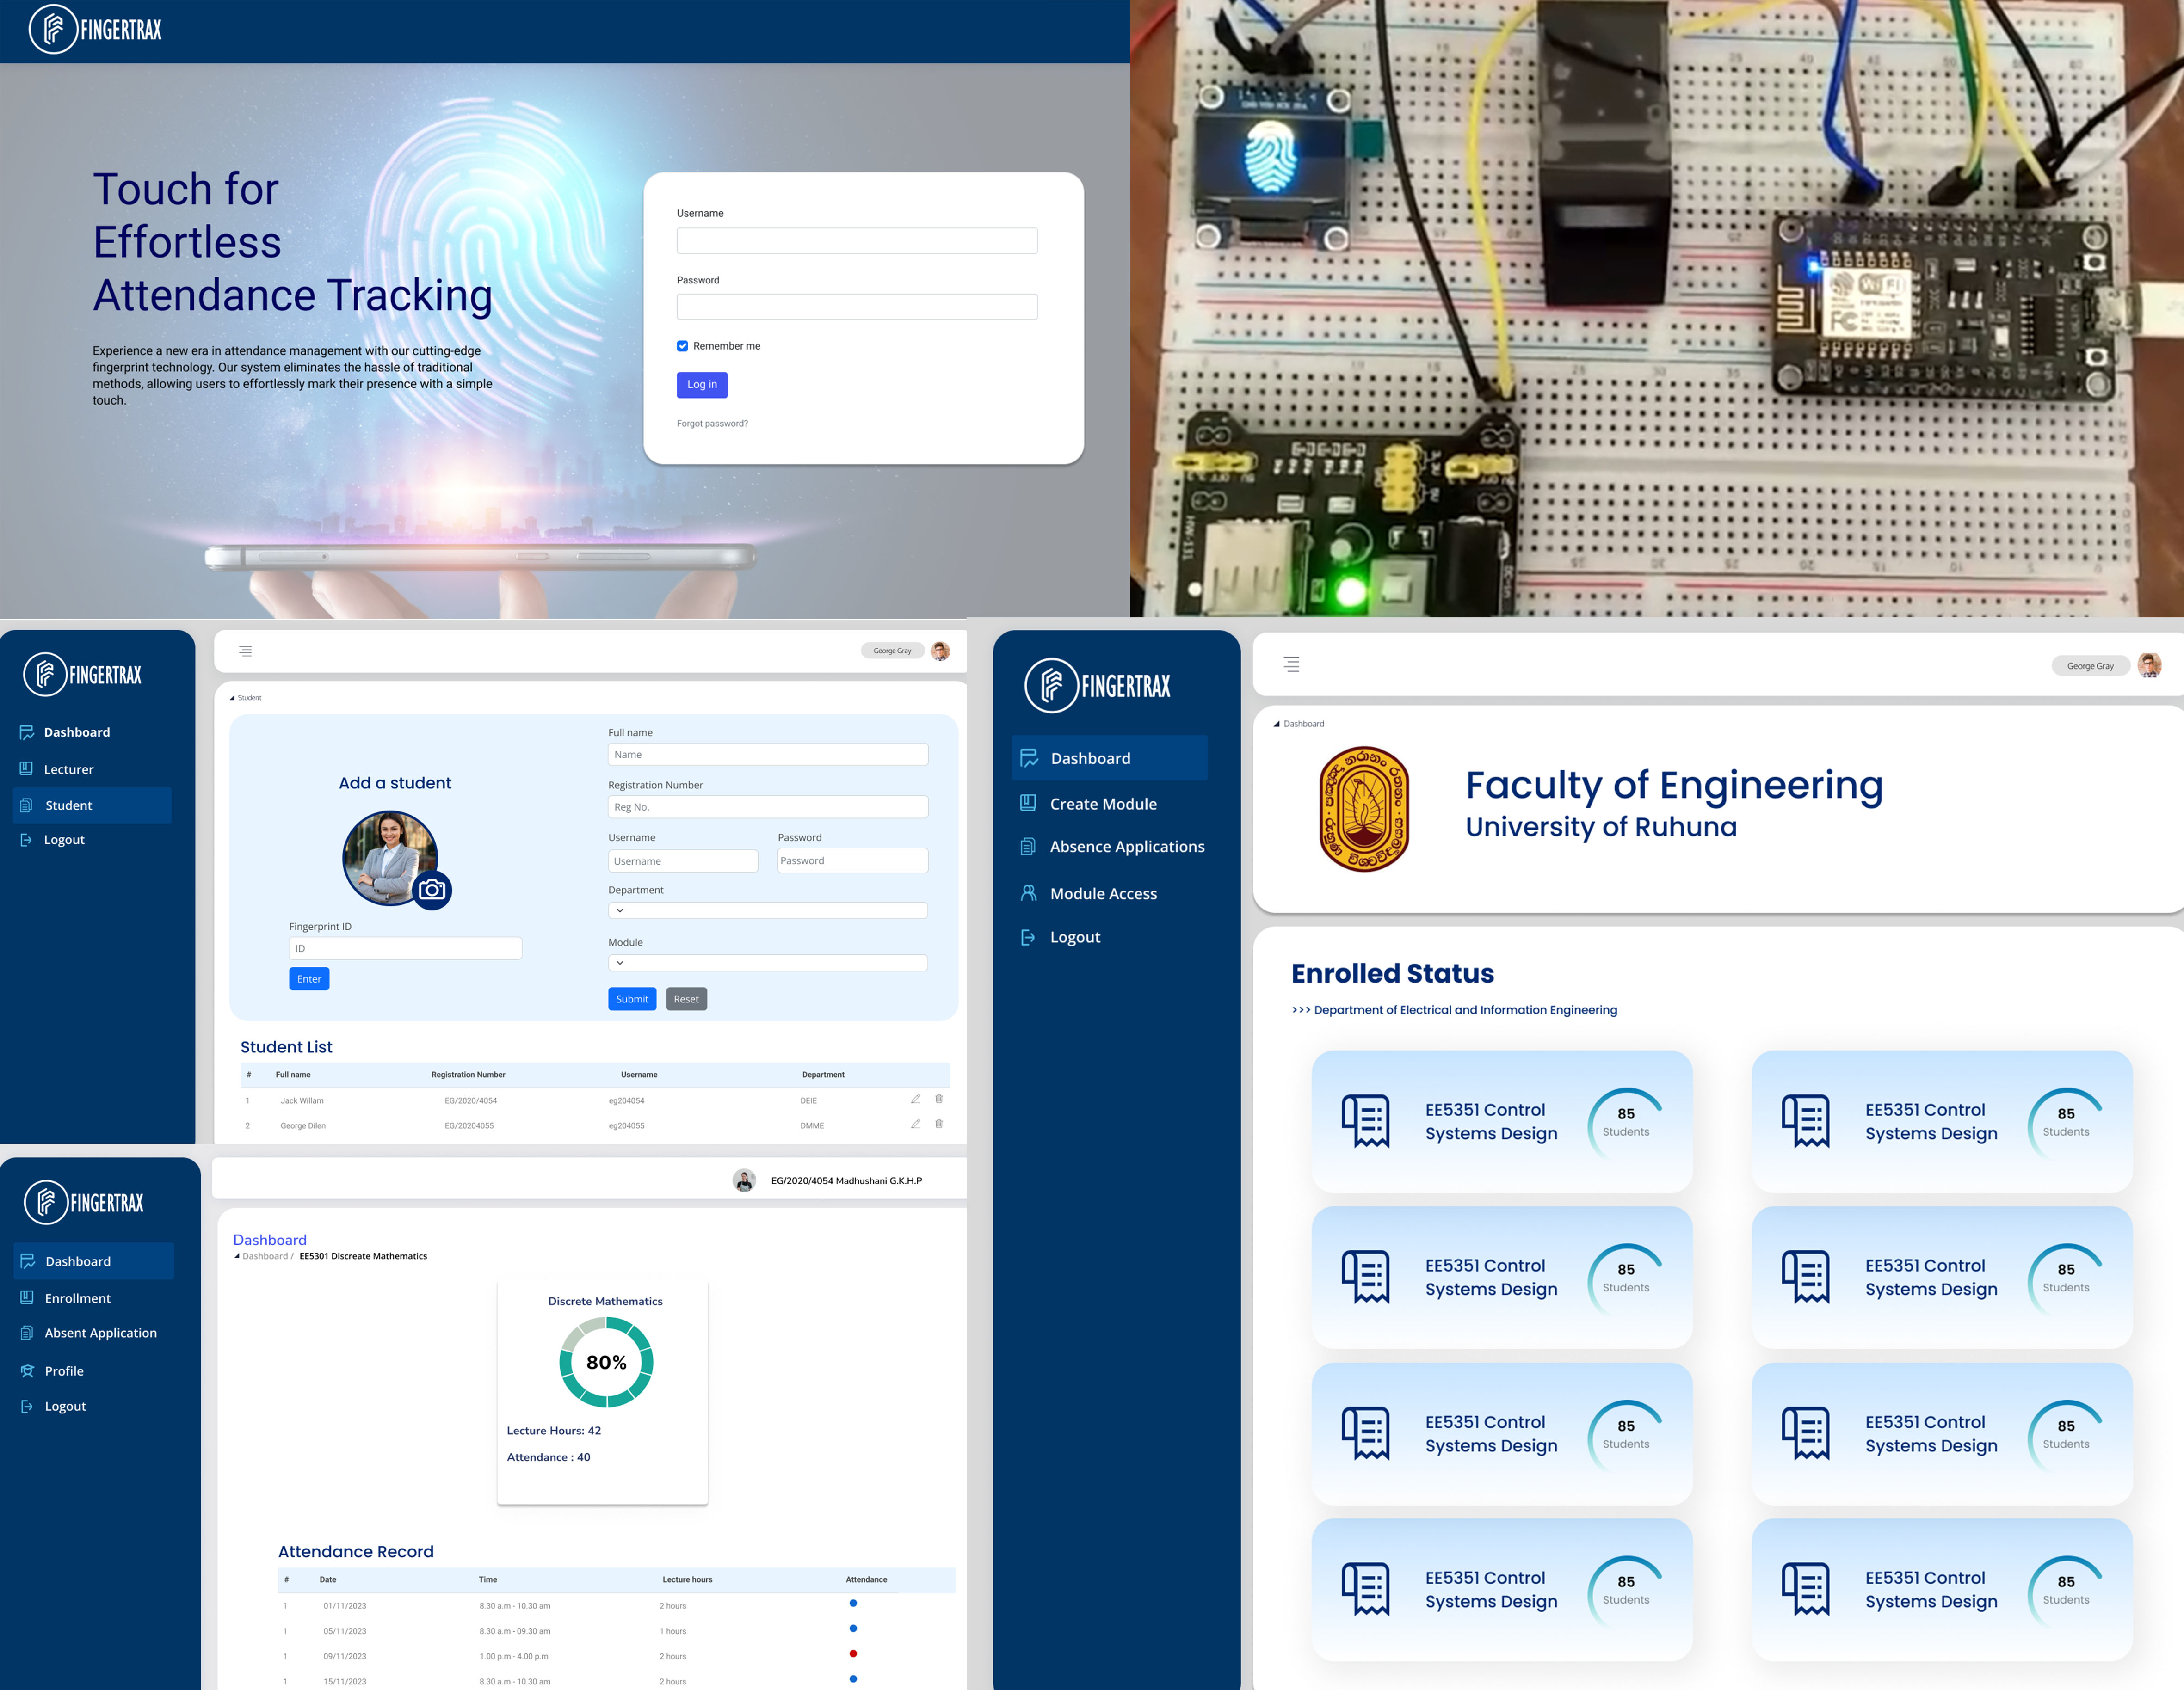 FINGERTRAX
Touch for
Effortless
Attendance Tracking
Experience a new era in attendance management with our cutting-edge
fingerprint technology. Our system eliminates the hassle of traditional
methods, allowing users to effortlessly mark their presence with a simple
touch.
Username
Password
Remember me
Log in
Forgot password?
WiFi
FC
FINGERTRAX
Dashboard
Lecturer
Student
Logout
George Gray
Student
Add a student
Fingerprint ID
ID
Enter
Full name
Name
Registration Number
Reg No.
Username
Password
Username
Password
Department
Module
Submit
Reset
Student List
# Full name Registration Number Username Department
1 Jack Willam EG/2020/4054 eg204054 DEIE
2 George Dilen EG/20204055 eg204055 DMME
FINGERTRAX
Dashboard
Create Module
Absence Applications
Module Access
Logout
George Gray
Dashboard
Faculty of Engineering
University of Ruhuna
Enrolled Status
>>> Department of Electrical and Information Engineering
EE5351 Control
Systems Design
85
Students
EE5351 Control
Systems Design
85
Students
EE5351 Control
Systems Design
85
Students
EE5351 Control
Systems Design
85
Students
EE5351 Control
Systems Design
85
Students
EE5351 Control
Systems Design
85
Students
EE5351 Control
Systems Design
85
Students
EE5351 Control
Systems Design
85
Students
FINGERTRAX
Dashboard
Enrollment
Absent Application
Profile
Logout
EG/2020/4054 Madhushani G.K.H.P
Dashboard
Dashboard / EE5301 Discreate Mathematics
Discrete Mathematics
80%
Lecture Hours: 42
Attendance : 40
Attendance Record
# Date Time Lecture hours Attendance
1 01/11/2023 8.30 a.m - 10.30 am 2 hours
1 05/11/2023 8.30 a.m - 09.30 am 1 hours
1 09/11/2023 1.00 p.m - 4.00 p.m 2 hours
1 15/11/2023 8.30 a.m - 10.30 am 2 hours